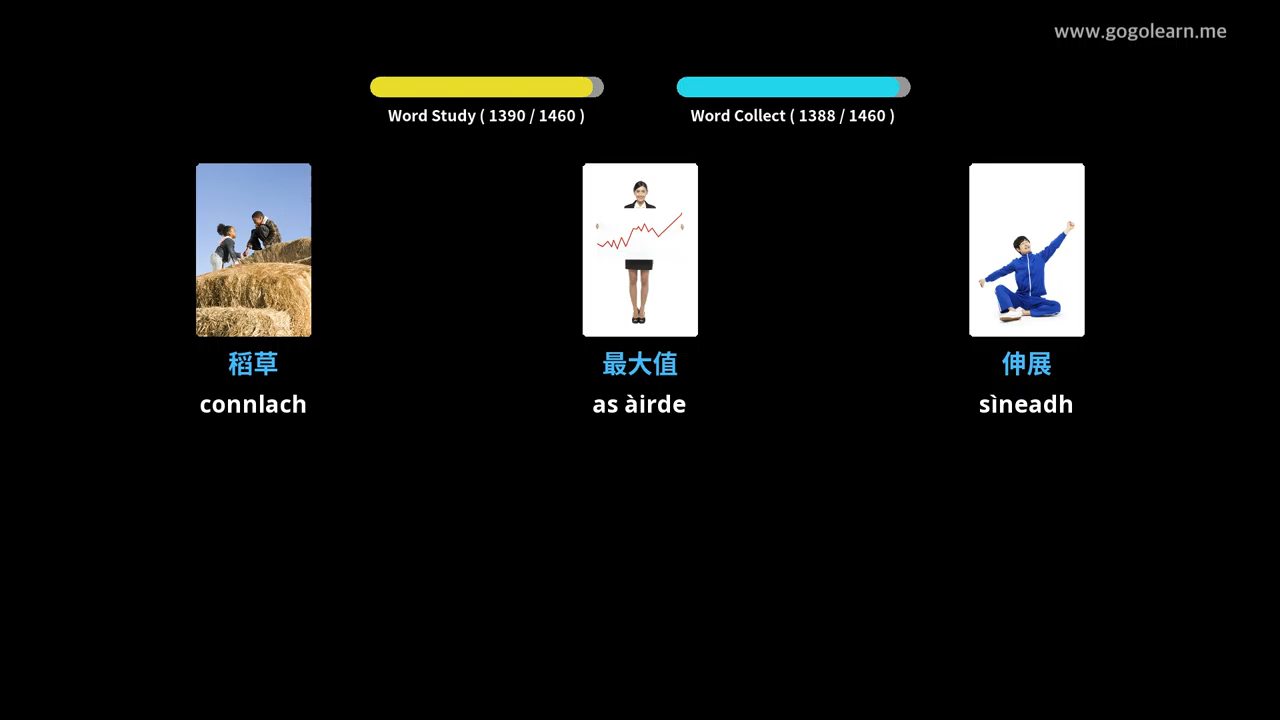 www.gogolearn.me
Word Study ( 1390 / 1460 )
Word Collect ( 1388 / 1460 )
稻草
最大值
伸展
connlach
as àirde
sìneadh